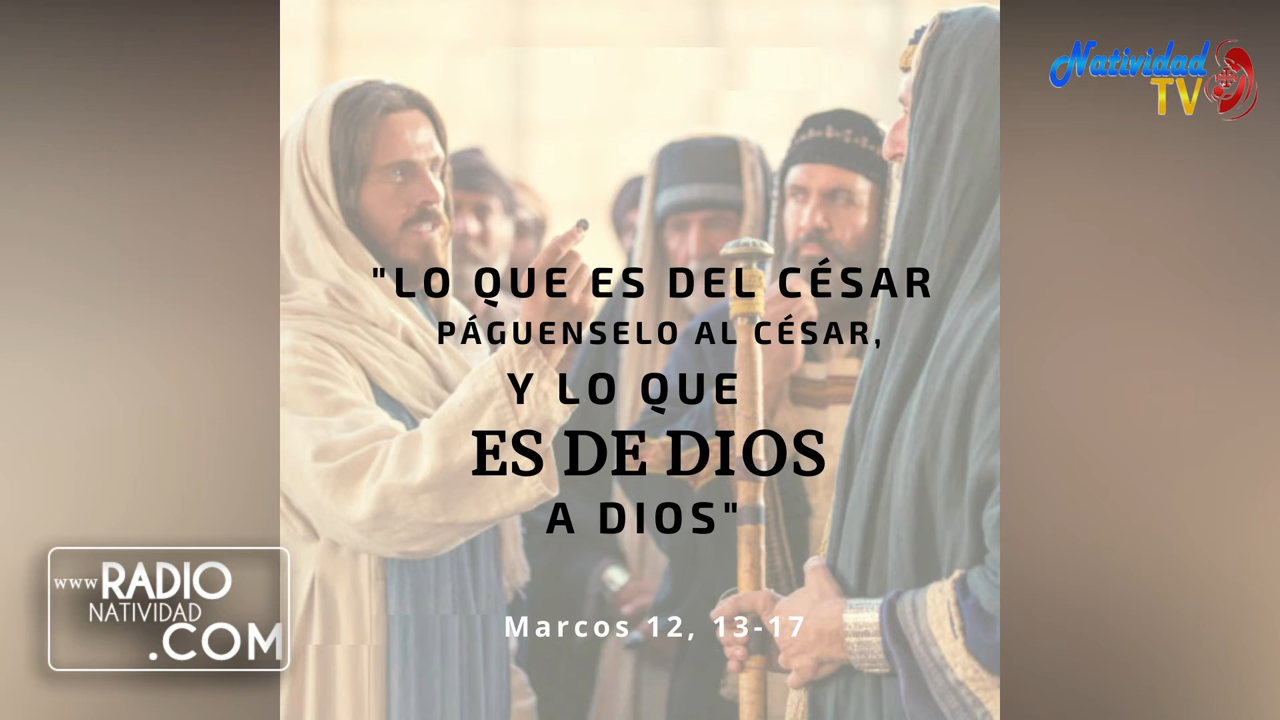 Natividad
TV
"LO QUE ES DEL CÉSAR
PÁGUENSELO AL CÉSAR,
Y LO QUE
ES DE DIOS
A DIOS"
www RADIO
NATIVIDAD
.COM
Marcos 12, 13-17